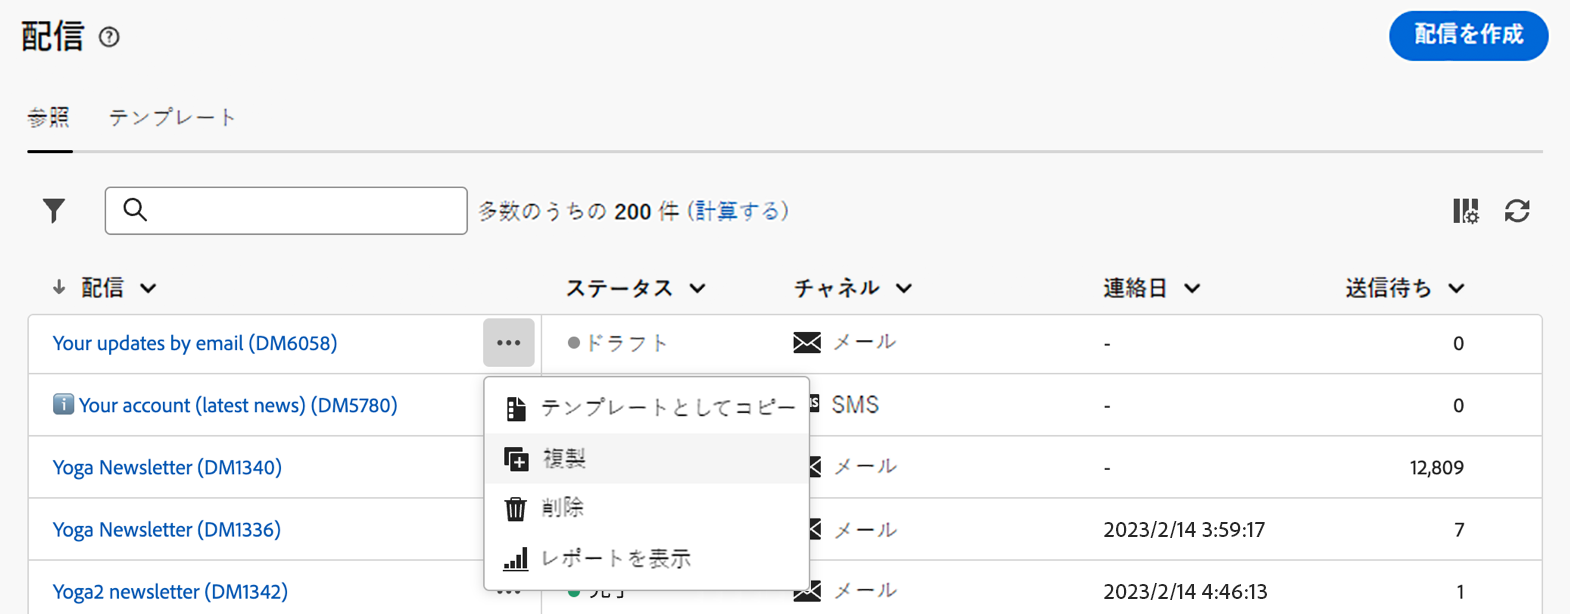 配信
配信を作成
参照 テンプレート
多数のうちの 200 件 (計算する)
配信 ステータス チャネル 連絡日 送信待ち
Your updates by email (DM6058) ドラフト メール - 0
テンプレートとしてコピー
Your account (latest news) (DM5780) SMS - 0
複製
Yoga Newsletter (DM1340) メール - 12,809
削除
Yoga Newsletter (DM1336) メール 2023/2/14 3:59:17 7
レポートを表示
Yoga2 newsletter (DM1342) メール 2023/2/14 4:46:13 1